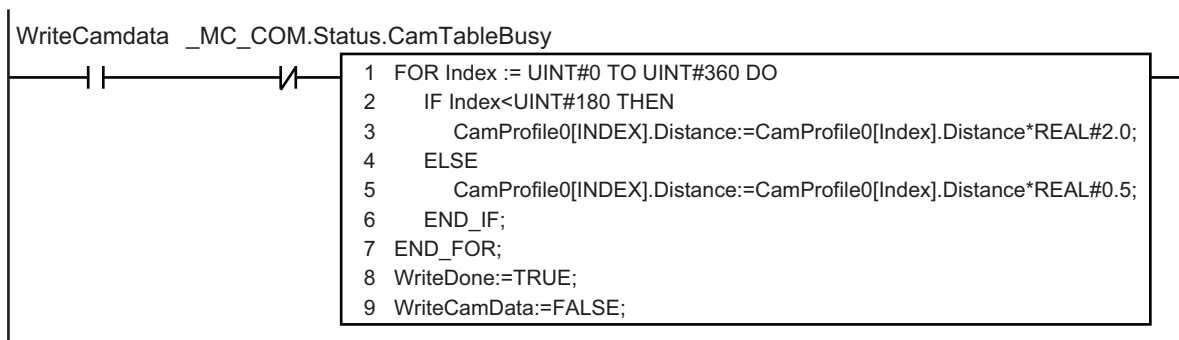 WriteCamdata _MC_COM.Status.CamTableBusy
1 FOR Index := UINT#0 TO UINT#360 DO
2 IF Index<UINT#180 THEN
3 CamProfile0[INDEX].Distance:=CamProfile0[Index].Distance*REAL#2.0;
4 ELSE
5 CamProfile0[INDEX].Distance:=CamProfile0[Index].Distance*REAL#0.5;
6 END_IF;
7 END_FOR;
8 WriteDone:=TRUE;
9 WriteCamData:=FALSE;